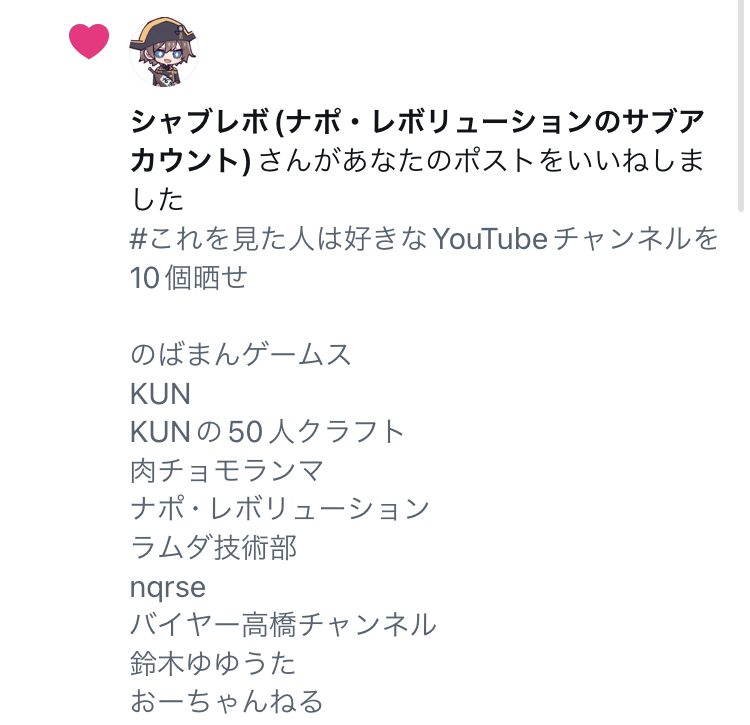 シャブレボ (ナポ・レボリューションのサブア
カウント) さんがあなたのポストをいいねしま
した
#これを見た人は好きなYouTubeチャンネルを
10個晒せ
のばまんゲームス
KUN
KUNの50人クラフト
肉チョモランマ
ナポ・レボリューション
ラムダ技術部
nqrse
バイヤー高橋チャンネル
鈴木ゆゆうた
おーちゃんねる